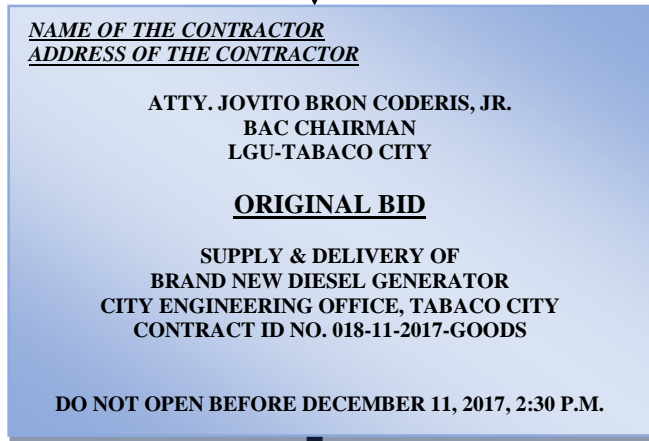 NAME OF THE CONTRACTOR
ADDRESS OF THE CONTRACTOR
ATTY. JOVITO BRON CODERIS, JR.
BAC CHAIRMAN
LGU-TABACO CITY
ORIGINAL BID
SUPPLY & DELIVERY OF
BRAND NEW DIESEL GENERATOR
CITY ENGINEERING OFFICE, TABACO CITY
CONTRACT ID NO. 018-11-2017-GOODS
DO NOT OPEN BEFORE DECEMBER 11, 2017, 2:30 P.M.